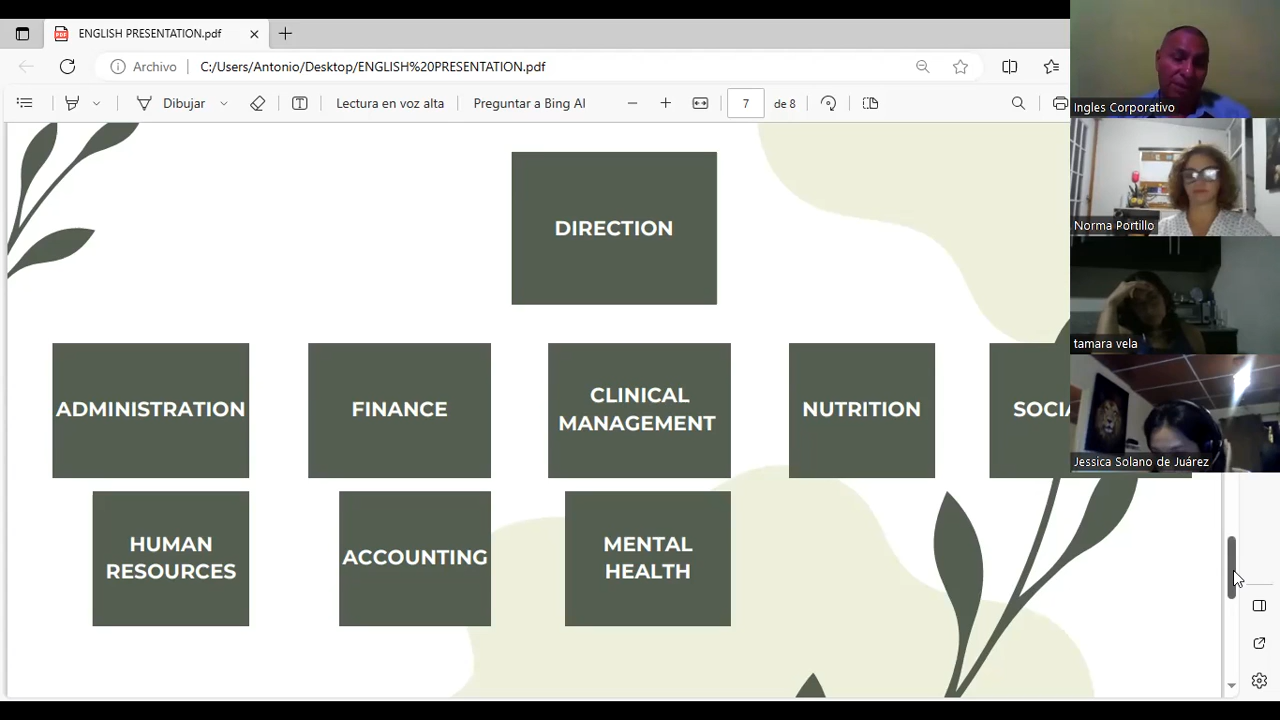 ENGLISH PRESENTATION.pdf
Archivo
C:/Users/Antonio/Desktop/ENGLISH%20PRESENTATION.pdf
Dibujar
Lectura en voz alta
Preguntar a Bing AI
7
de 8
Ingles Corporativo
Norma Portillo
tamara vela
Jessica Solano de Juárez
DIRECTION
ADMINISTRATION
FINANCE
CLINICAL
MANAGEMENT
NUTRITION
HUMAN
RESOURCES
ACCOUNTING
MENTAL
HEALTH